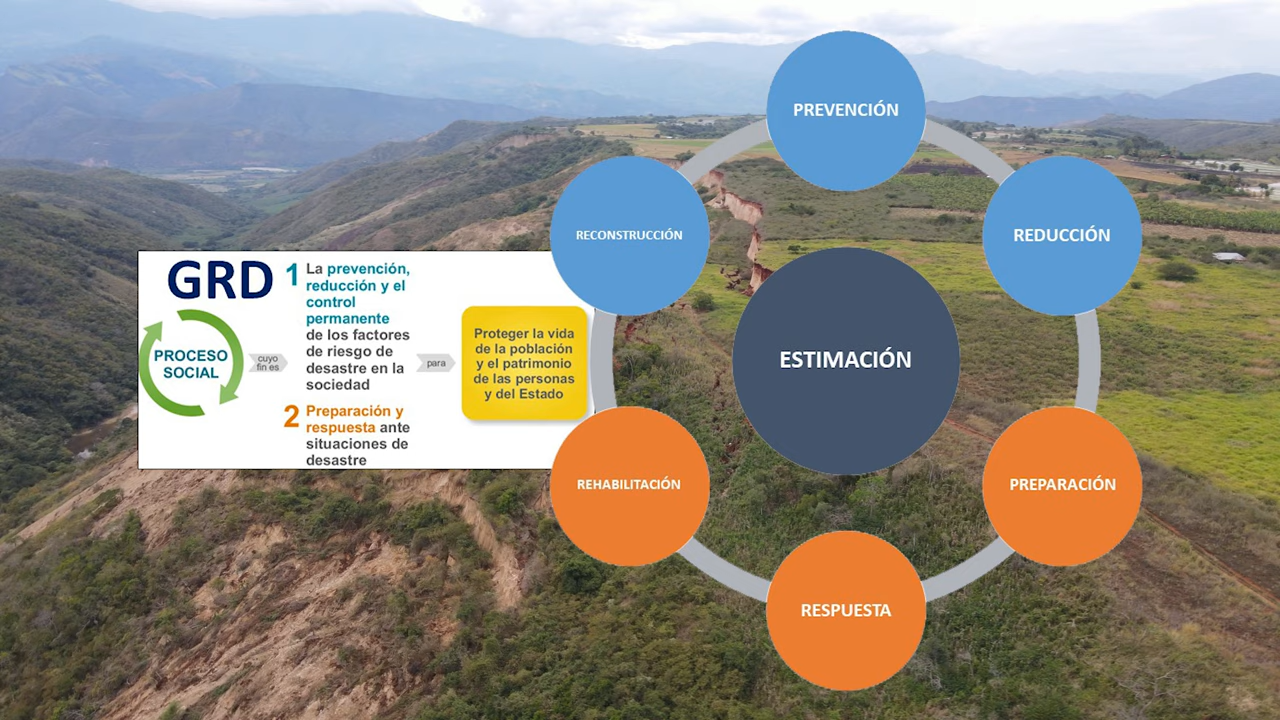 GRD
PROCESO
SOCIAL
cuyo
fin es
1
La prevención,
reducción y el
control
permanente
de los factores
de riesgo de
desastre en la
sociedad
2
Preparación y
respuesta ante
situaciones de
desastre
para
Proteger la vida
de la población
y el patrimonio
de las personas
y del Estado
PREVENCIÓN
REDUCCIÓN
PREPARACIÓN
RESPUESTA
REHABILITACIÓN
RECONSTRUCCIÓN
ESTIMACIÓN